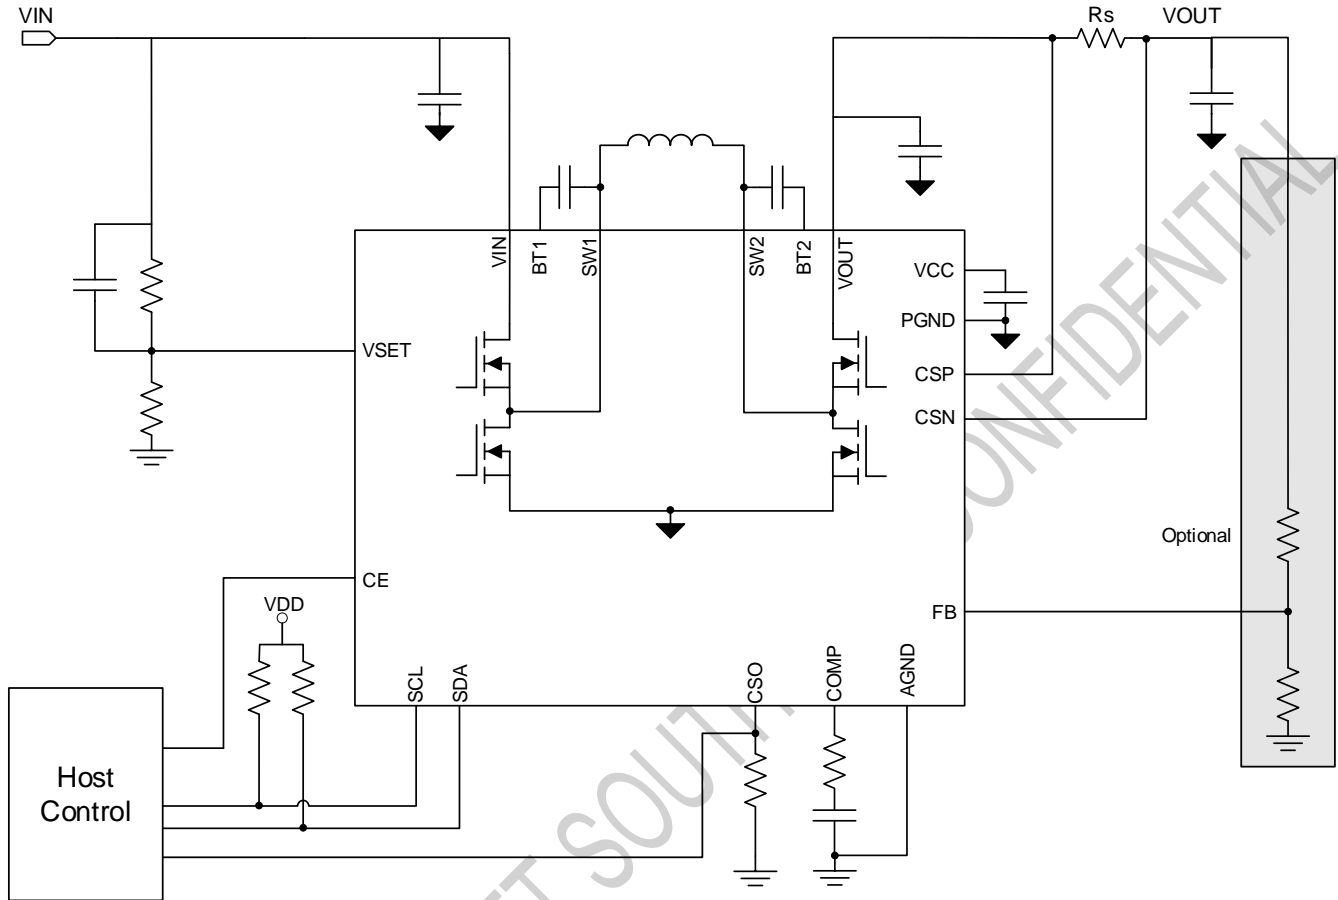 VIN
Rs
VOUT
VIN
BT1
SW1
SW2
BT2
VOUT
VCC
PGND
VSET
CSP
CSN
Optional
CE
VDD
FB
SCL
SDA
CSO
COMP
AGND
Host
Control
CONFIDENTIAL